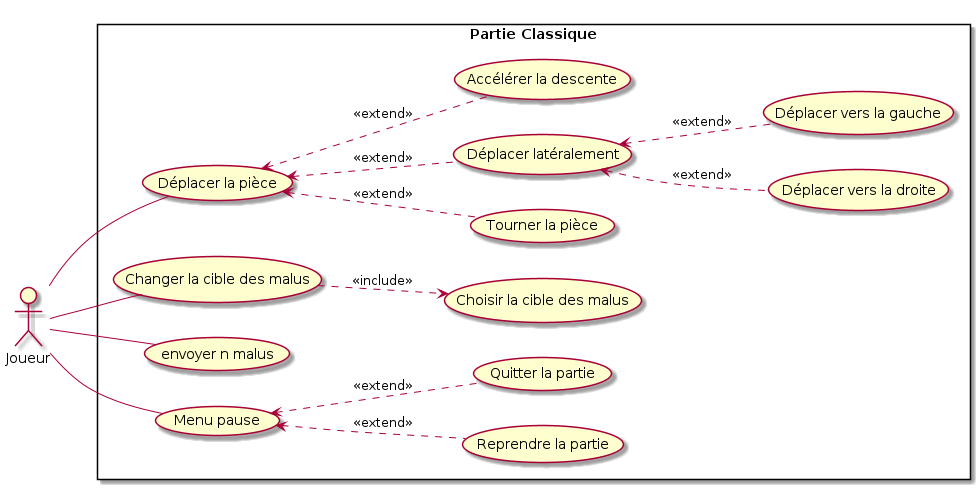 Partie Classique
Accélérer la descente
«extend»
Déplacer vers la gauche
«extend»
Déplacer latéralement
«extend»
Déplacer la pièce
«extend»
Déplacer vers la droite
«extend»
Tourner la pièce
Changer la cible des malus
«include»
Choisir la cible des malus
Joueur
envoyer n malus
Quitter la partie
«extend»
Menu pause
«extend»
Reprendre la partie